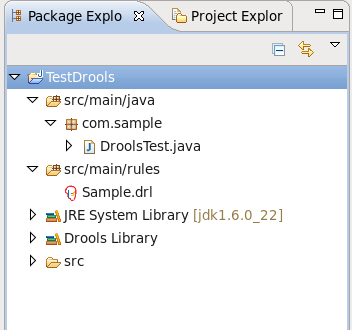 Package Explo Project Explor
TestDrools
src/main/java
com.sample
DroolsTest.java
src/main/rules
Sample.drl
JRE System Library [jdk1.6.0_22]
Drools Library
src